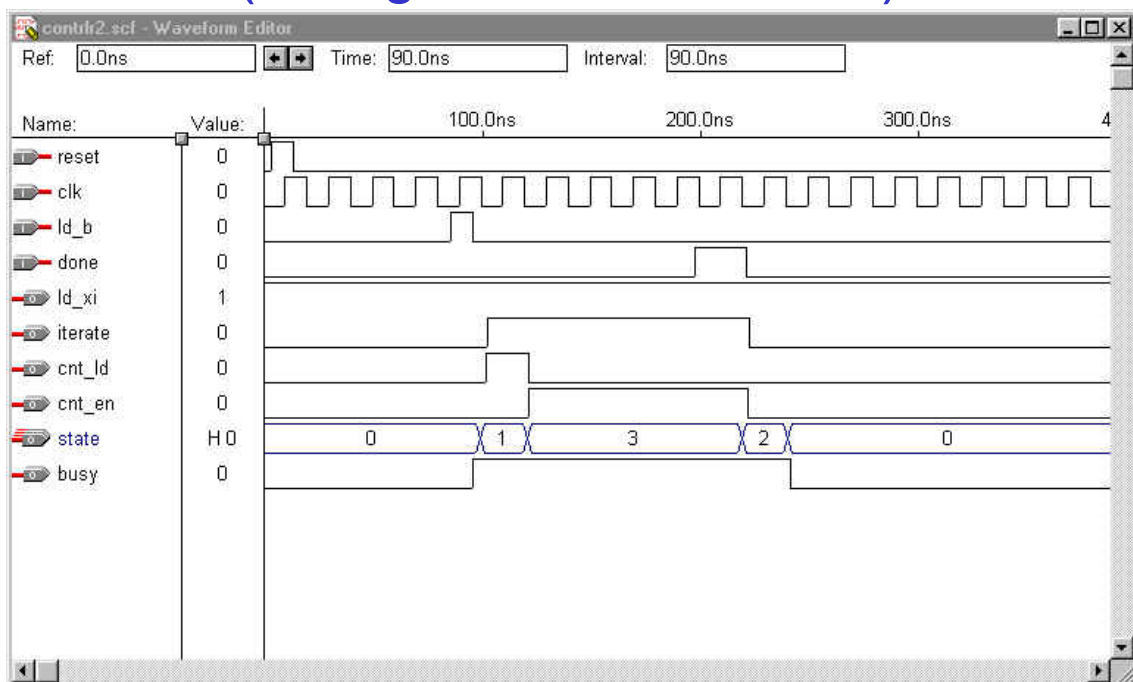 contrlr2.scf - Waveform Editor
Ref: 0.0ns Time: 90.0ns Interval: 90.0ns
Name: Value: 100.0ns 200.0ns 300.0ns 4
reset 0
clk 0
ld_b 0
done 0
ld_xi 1
iterate 0
cnt_ld 0
cnt_en 0
state H 0 0 1 3 2 0
busy 0